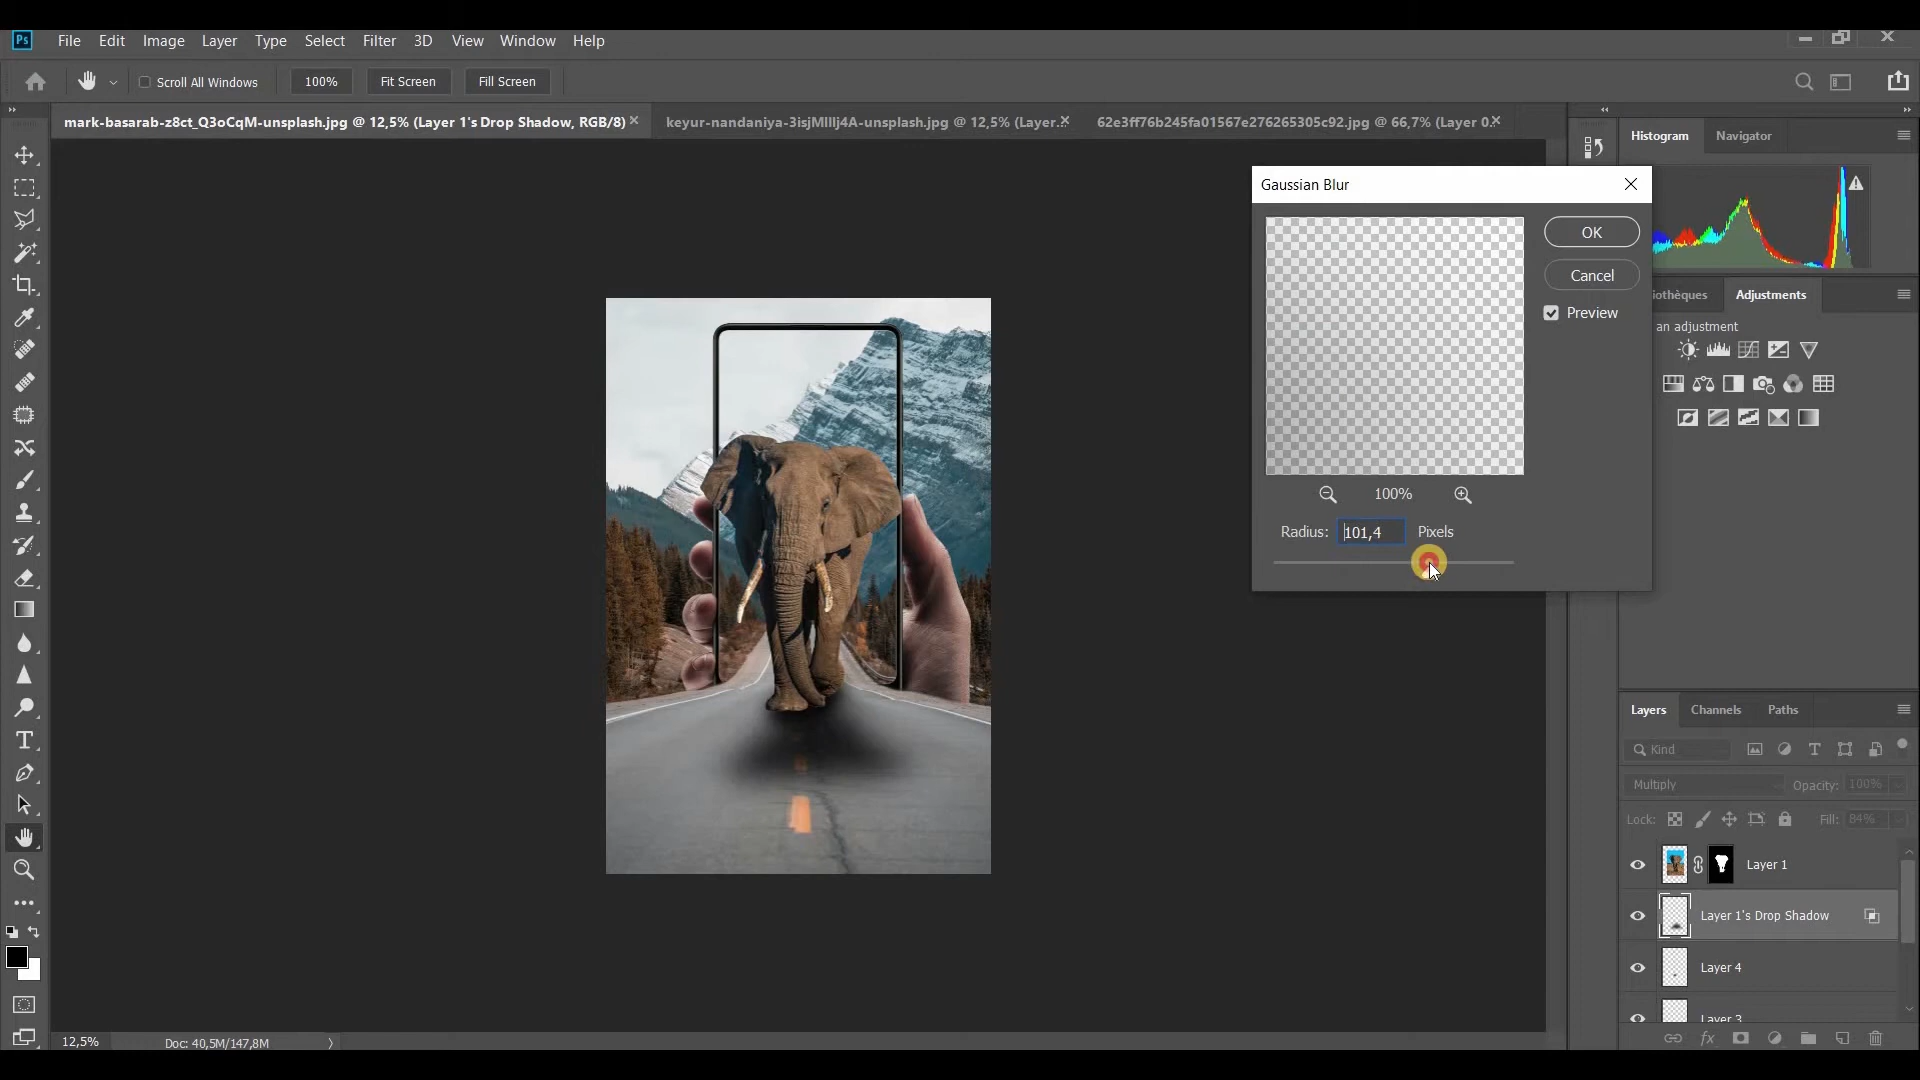 Ps File Edit Image Layer Type Select Filter 3D View Window Help
Scroll All Windows 100% Fit Screen Fill Screen
mark-basarab-z8ct_Q3oCqM-unsplash.jpg @ 12,5% (Layer 1's Drop Shadow, RGB/8)
keyur-nandaniya-3isjMlllj4A-unsplash.jpg @ 12,5% (Layer...
62e3ff76b245fa01567e276265305c92.jpg @ 66,7% (Layer 0...
Histogram Navigator
Gaussian Blur
OK
Cancel
Preview
100%
Radius: 101,4 Pixels
iothèques Adjustments
an adjustment
Layers Channels Paths
Kind
Multiply Opacity: 100%
Lock: Fill: 84%
Layer 1
Layer 1's Drop Shadow
Layer 4
Layer 3
fx
12,5% Doc: 40,5M/147,8M